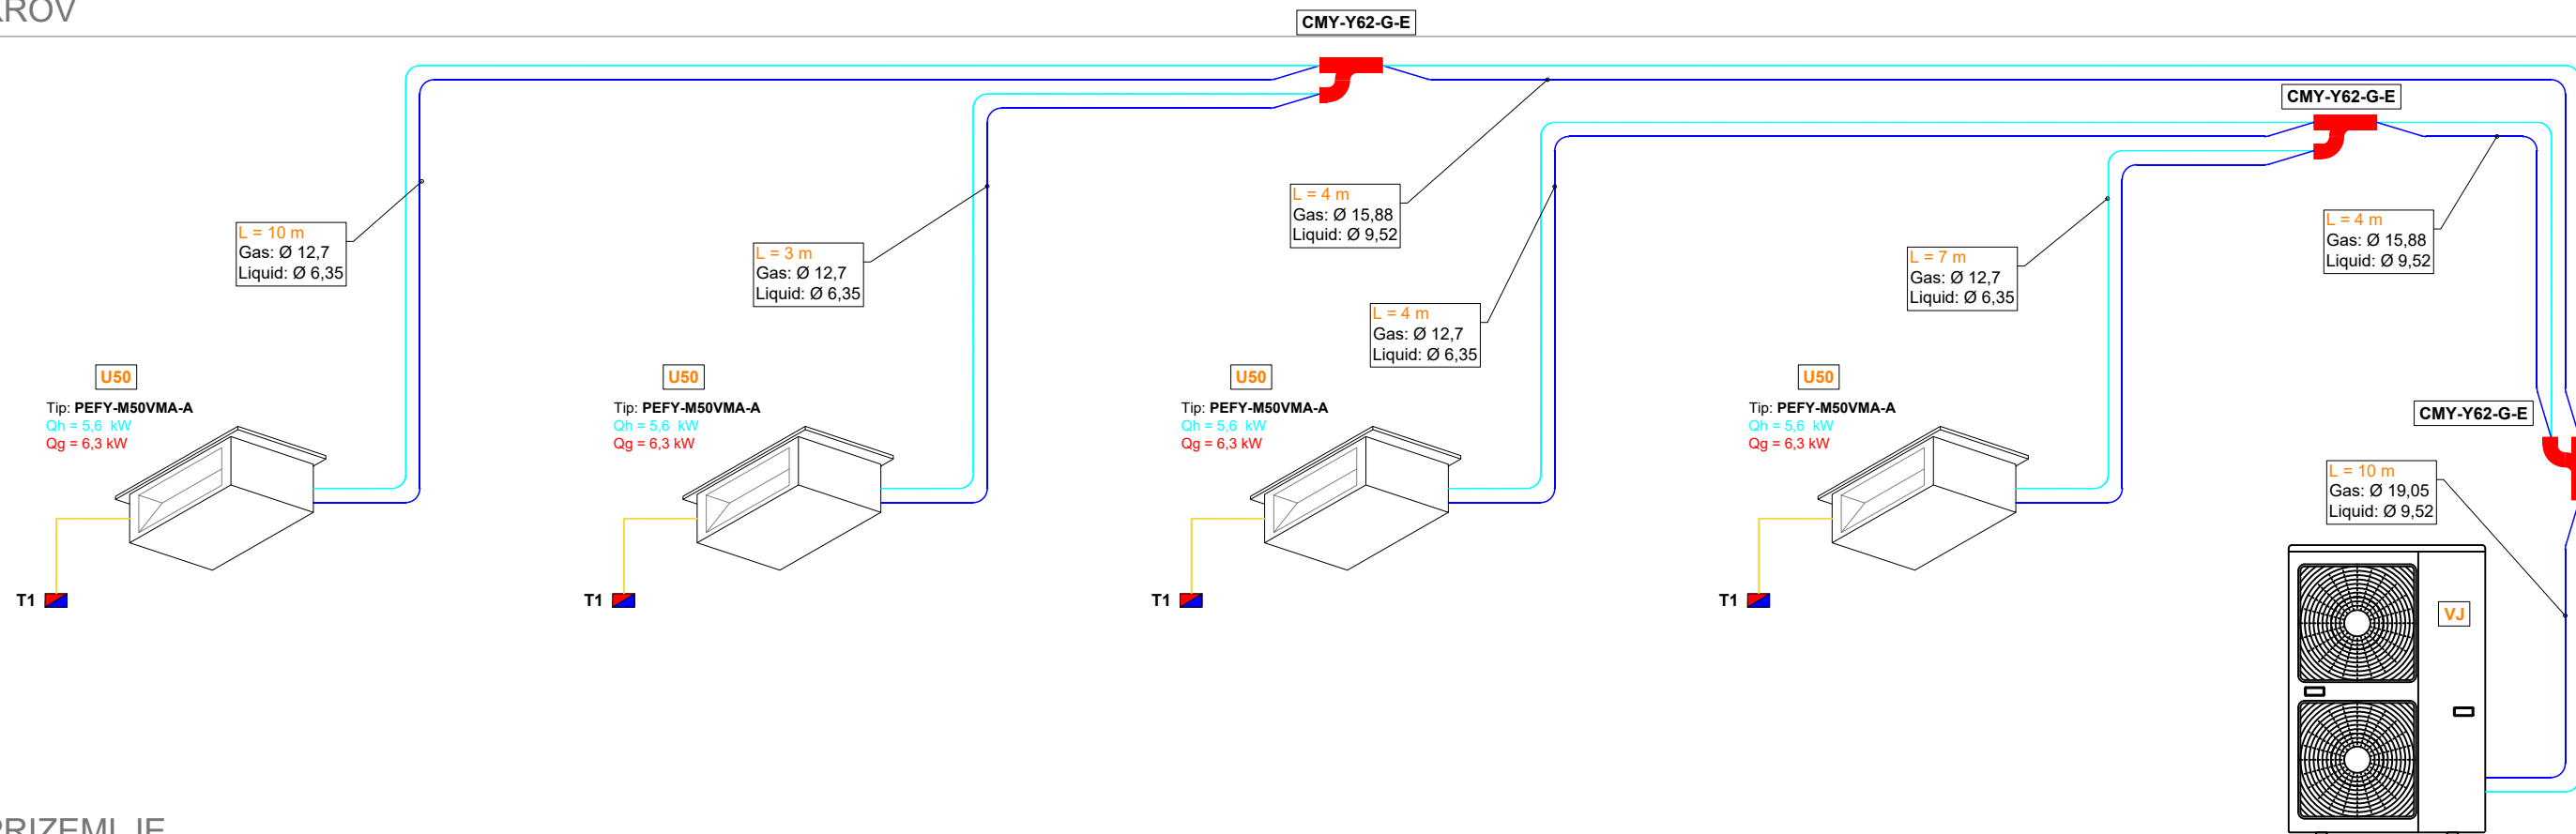 KROV
CMY-Y62-G-E
CMY-Y62-G-E
L = 10 m
Gas: Ø 12,7
Liquid: Ø 6,35
L = 3 m
Gas: Ø 12,7
Liquid: Ø 6,35
L = 4 m
Gas: Ø 15,88
Liquid: Ø 9,52
L = 4 m
Gas: Ø 12,7
Liquid: Ø 6,35
L = 7 m
Gas: Ø 12,7
Liquid: Ø 6,35
L = 4 m
Gas: Ø 15,88
Liquid: Ø 9,52
U50
Tip: PEFY-M50VMA-A
Qh = 5,6 kW
Qg = 6,3 kW
T1
U50
Tip: PEFY-M50VMA-A
Qh = 5,6 kW
Qg = 6,3 kW
T1
U50
Tip: PEFY-M50VMA-A
Qh = 5,6 kW
Qg = 6,3 kW
T1
U50
Tip: PEFY-M50VMA-A
Qh = 5,6 kW
Qg = 6,3 kW
T1
CMY-Y62-G-E
L = 10 m
Gas: Ø 19,05
Liquid: Ø 9,52
VJ
PRIZEMLJE